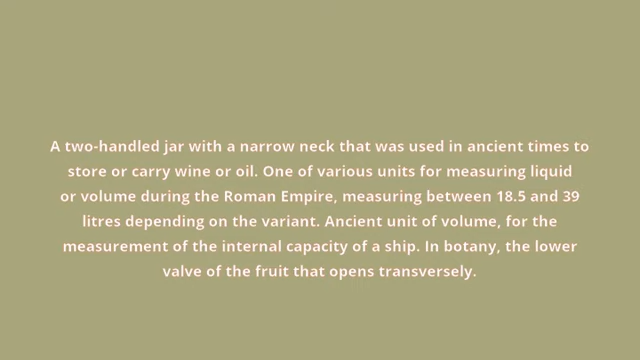 A two-handled jar with a narrow neck that was used in ancient times to
store or carry wine or oil. One of various units for measuring liquid
or volume during the Roman Empire, measuring between 18.5 and 39
litres depending on the variant. Ancient unit of volume, for the
measurement of the internal capacity of a ship. In botany, the lower
valve of the fruit that opens transversely.